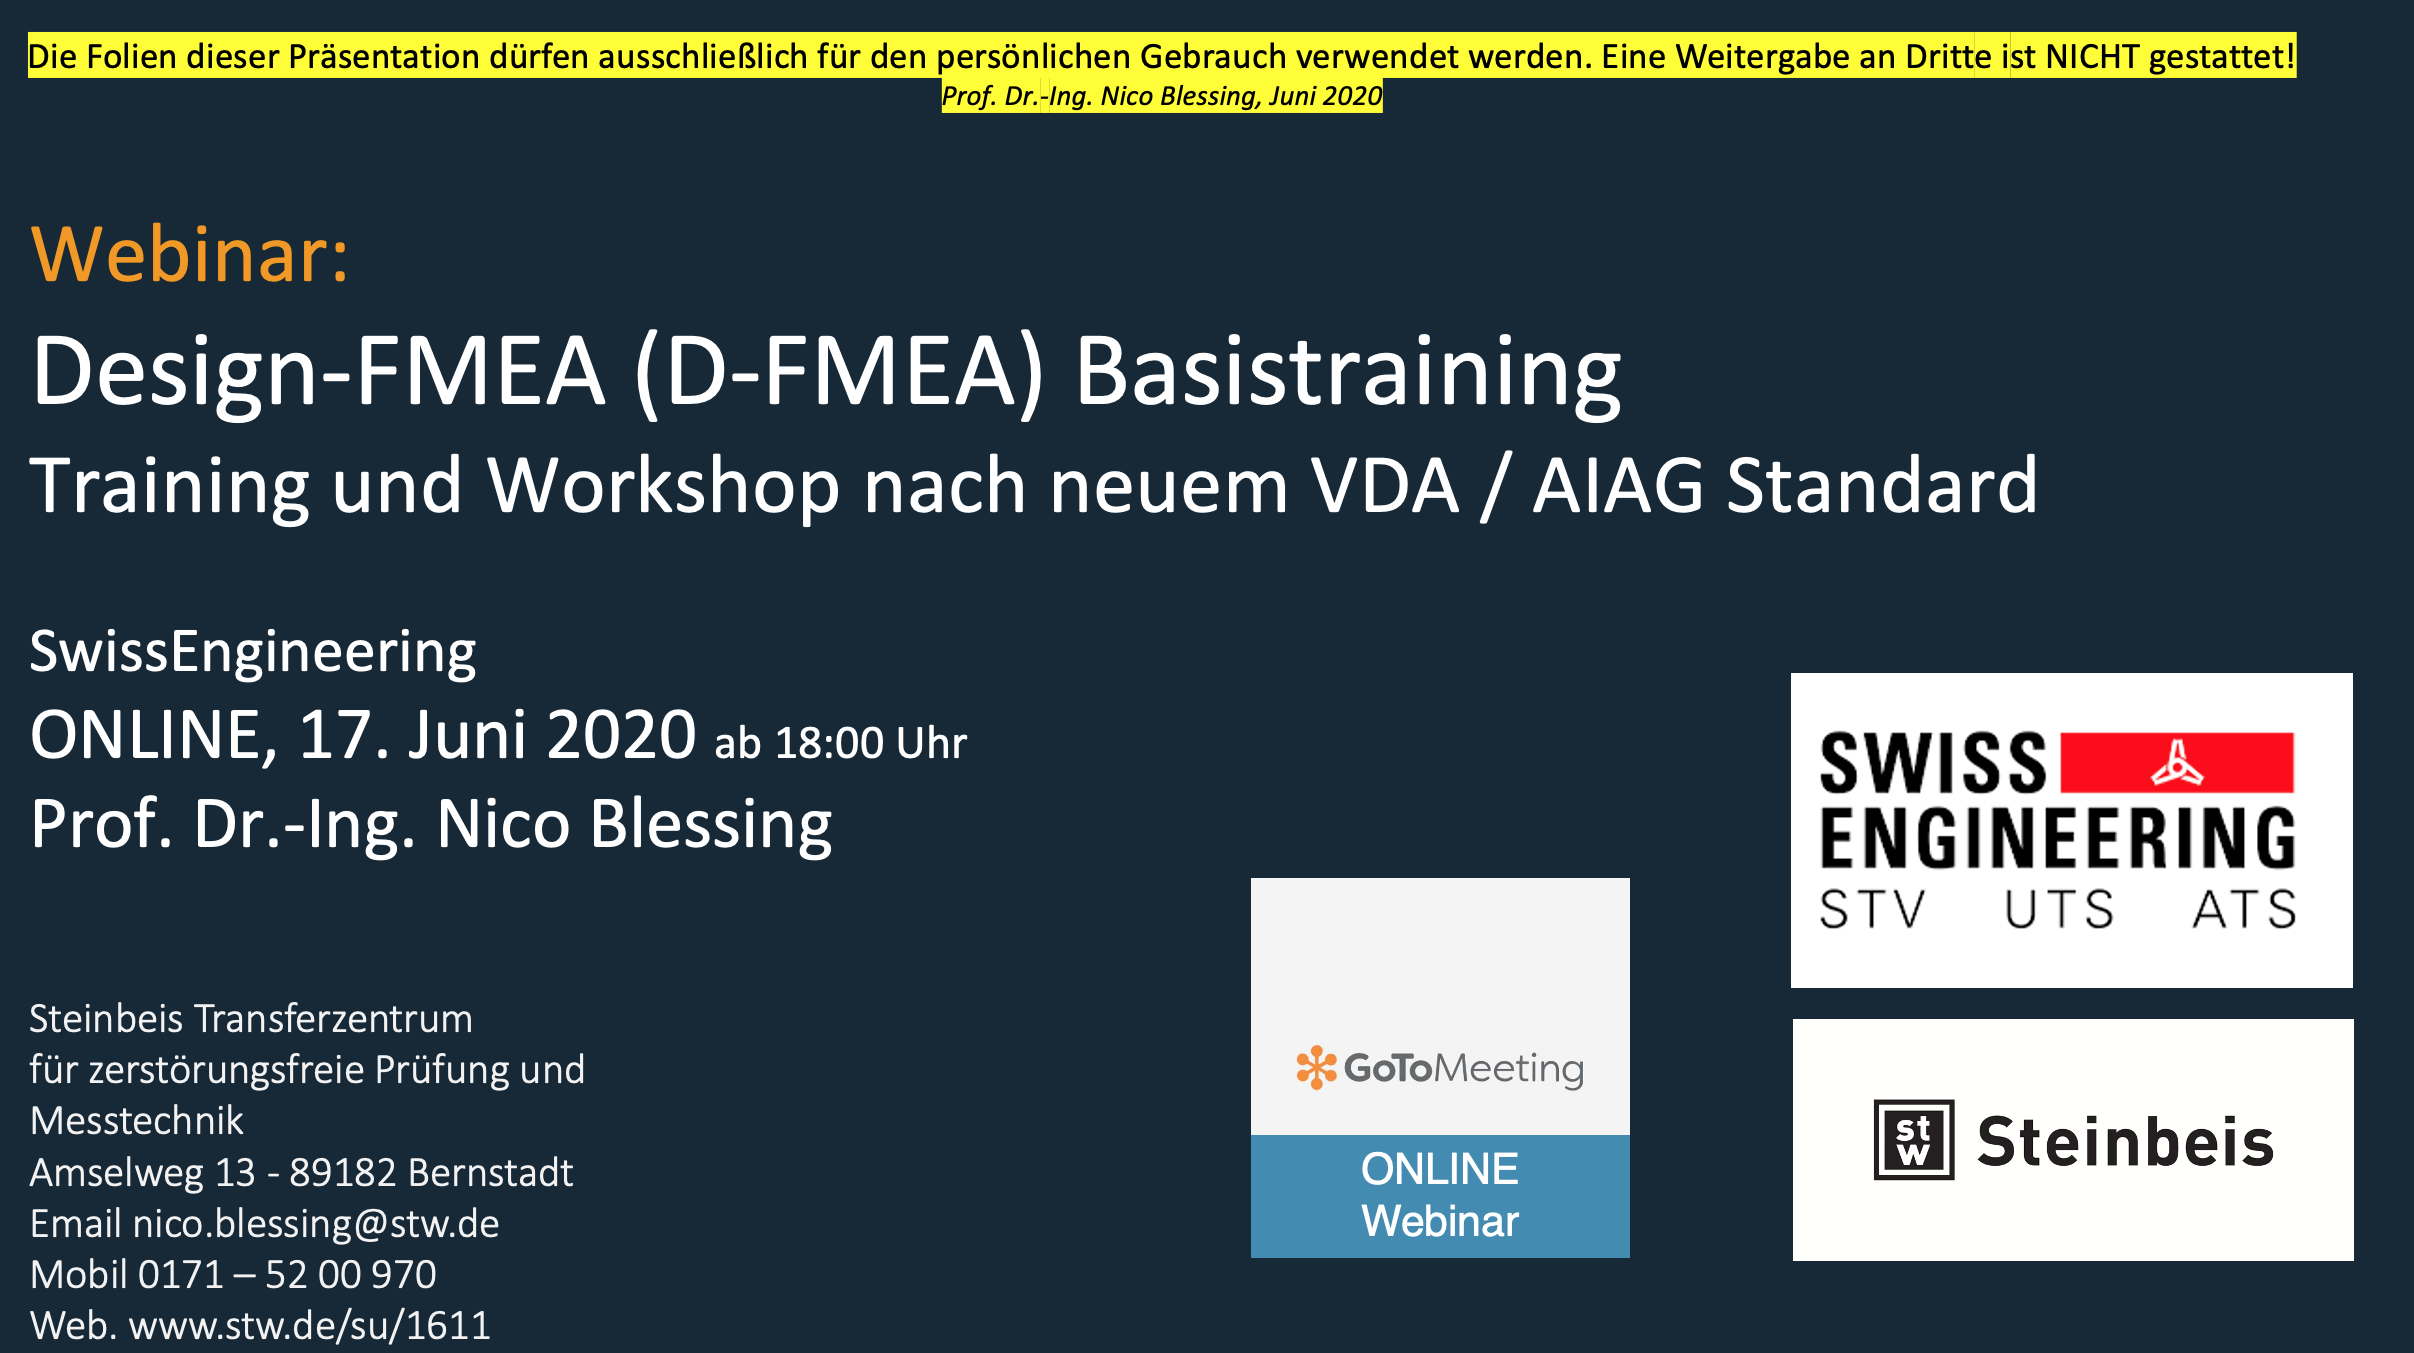 Die Folien dieser Präsentation dürfen ausschließlich für den persönlichen Gebrauch verwendet werden. Eine Weitergabe an Dritte ist NICHT gestattet!
Prof. Dr.-Ing. Nico Blessing, Juni 2020
Webinar:
Design-FMEA (D-FMEA) Basistraining
Training und Workshop nach neuem VDA / AIAG Standard
SwissEngineering
ONLINE, 17. Juni 2020 ab 18:00 Uhr
Prof. Dr.-Ing. Nico Blessing
Steinbeis Transferzentrum
für zerstörungsfreie Prüfung und
Messtechnik
Amselweg 13 - 89182 Bernstadt
Email nico.blessing@stw.de
Mobil 0171 – 52 00 970
Web. www.stw.de/su/1611
GoToMeeting
ONLINE
Webinar
SWISS
ENGINEERING
STV UTS ATS
stw Steinbeis